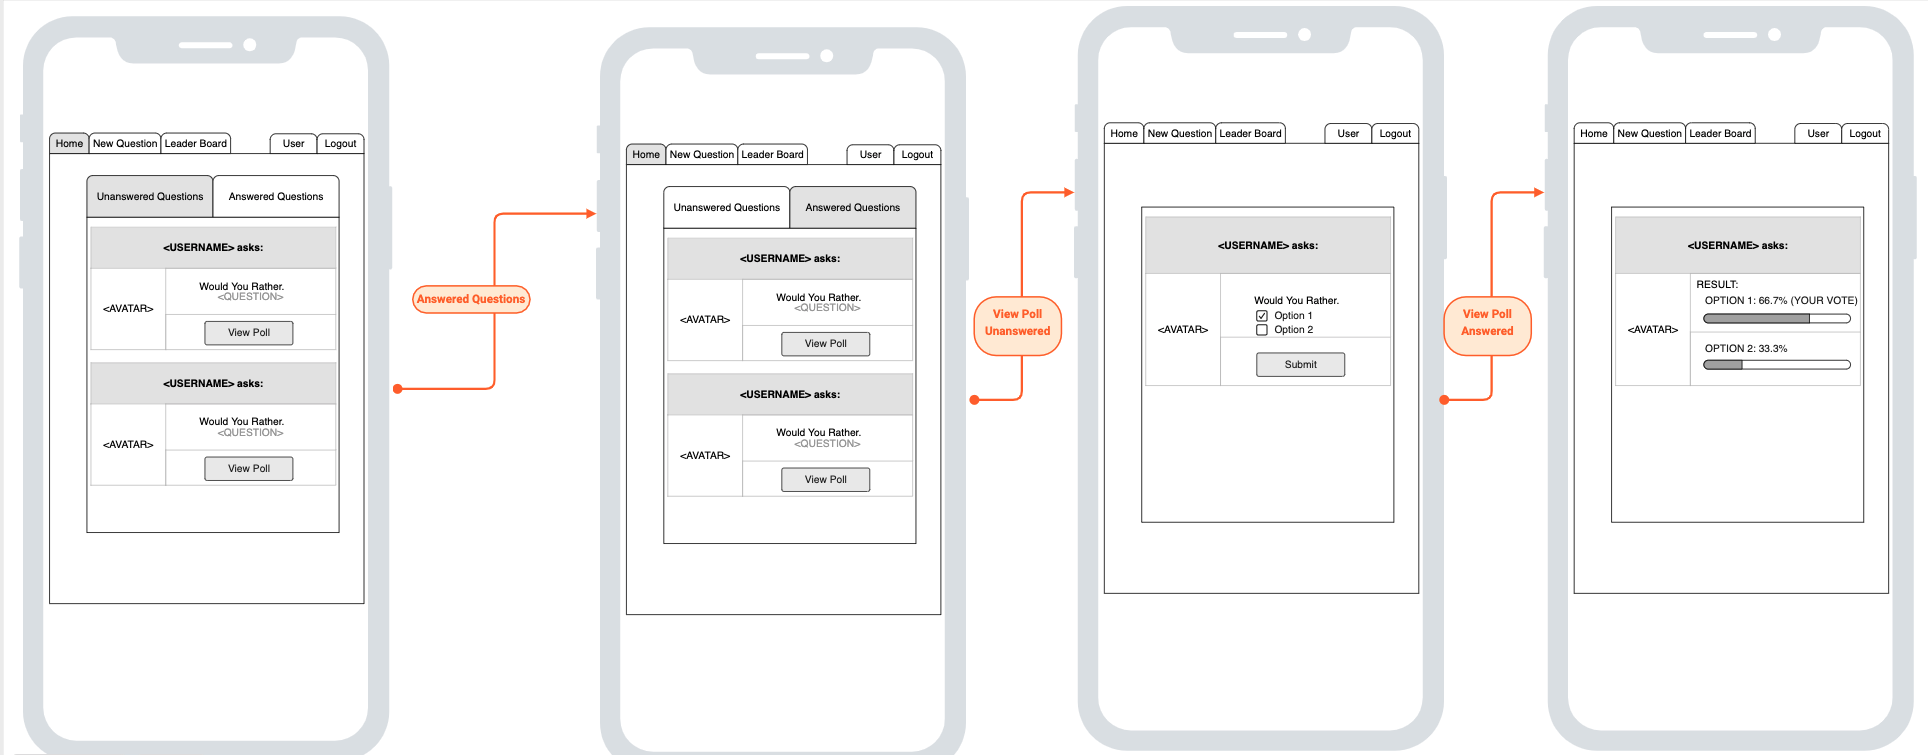 Home New Question Leader Board User Logout
Unanswered Questions Answered Questions
<USERNAME> asks:
<AVATAR>
Would You Rather.
<QUESTION>
View Poll
<USERNAME> asks:
<AVATAR>
Would You Rather.
<QUESTION>
View Poll
Answered Questions
Home New Question Leader Board User Logout
Unanswered Questions Answered Questions
<USERNAME> asks:
<AVATAR>
Would You Rather.
<QUESTION>
View Poll
<USERNAME> asks:
<AVATAR>
Would You Rather.
<QUESTION>
View Poll
View Poll
Unanswered
Home New Question Leader Board User Logout
<USERNAME> asks:
<AVATAR>
Would You Rather.
Option 1
Option 2
Submit
View Poll
Answered
Home New Question Leader Board User Logout
<USERNAME> asks:
<AVATAR>
RESULT:
OPTION 1: 66.7% (YOUR VOTE)
OPTION 2: 33.3%